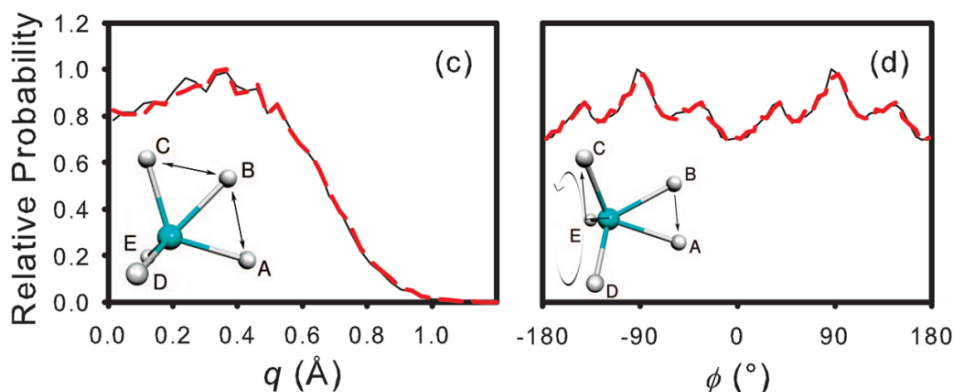 Relative Probability
1.2
1.0
0.8
0.6
0.4
0.2
0.0
(c)
C
B
E
D
A
0.0 0.2 0.4 0.6 0.8 1.0
q (Å)
(d)
C
B
E
A
D
-180 -90 0 90 180
ϕ (°)